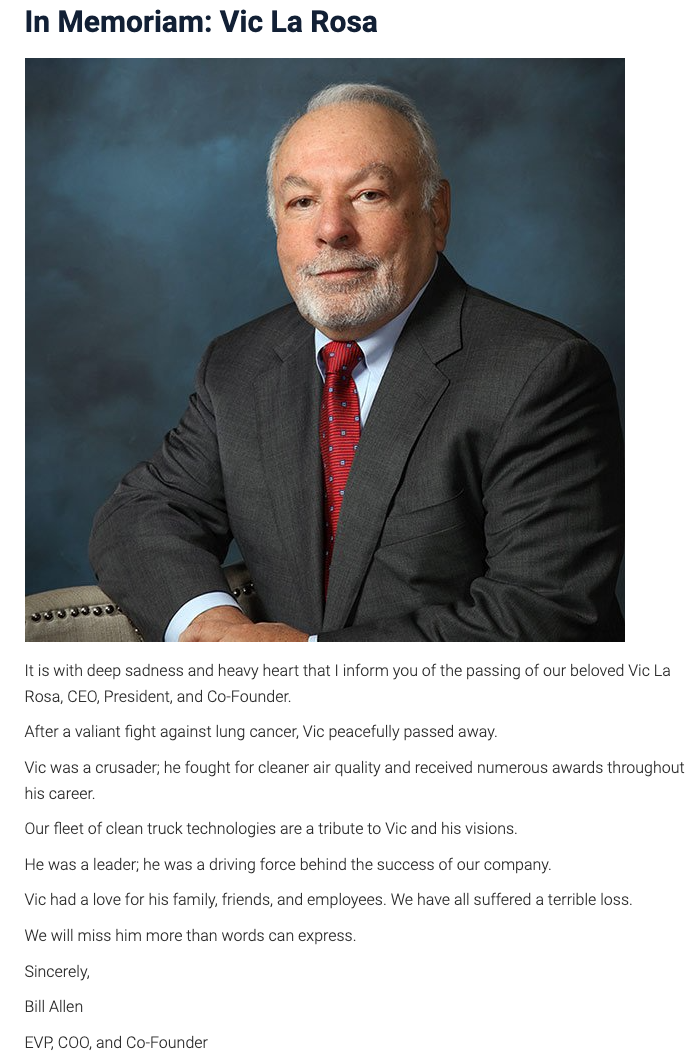 In Memoriam: Vic La Rosa
It is with deep sadness and heavy heart that I inform you of the passing of our beloved Vic La
Rosa, CEO, President, and Co-Founder.
After a valiant fight against lung cancer, Vic peacefully passed away.
Vic was a crusader; he fought for cleaner air quality and received numerous awards throughout
his career.
Our fleet of clean truck technologies are a tribute to Vic and his visions.
He was a leader; he was a driving force behind the success of our company.
Vic had a love for his family, friends, and employees. We have all suffered a terrible loss.
We will miss him more than words can express.
Sincerely,
Bill Allen
EVP, COO, and Co-Founder